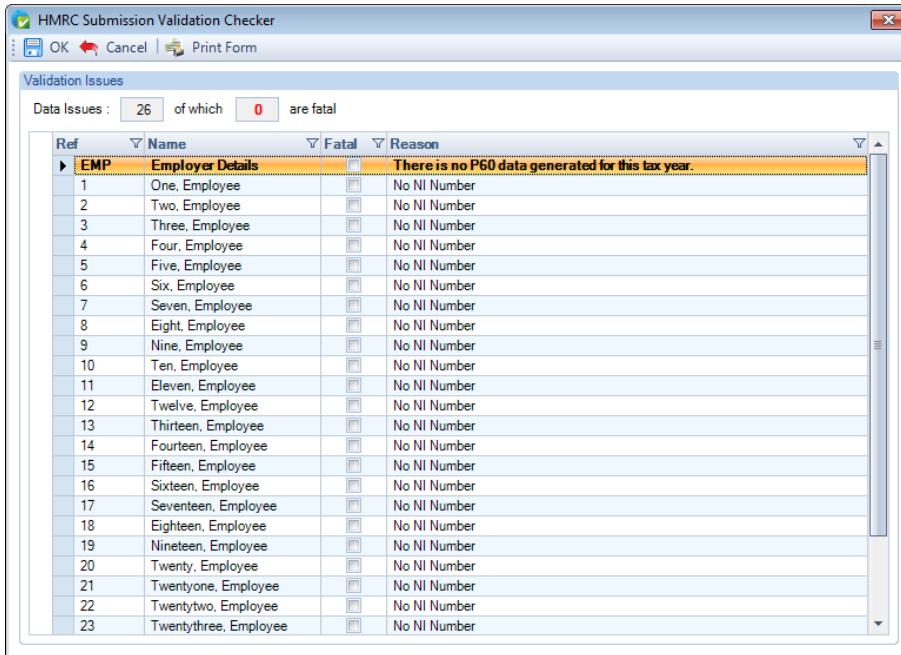 HMRC Submission Validation Checker
OK Cancel Print Form
Validation Issues
Data Issues : 26 of which 0 are fatal
Ref Name Fatal Reason
EMP Employer Details There is no P60 data generated for this tax year.
1 One, Employee No NI Number
2 Two, Employee No NI Number
3 Three, Employee No NI Number
4 Four, Employee No NI Number
5 Five, Employee No NI Number
6 Six, Employee No NI Number
7 Seven, Employee No NI Number
8 Eight, Employee No NI Number
9 Nine, Employee No NI Number
10 Ten, Employee No NI Number
11 Eleven, Employee No NI Number
12 Twelve, Employee No NI Number
13 Thirteen, Employee No NI Number
14 Fourteen, Employee No NI Number
15 Fifteen, Employee No NI Number
16 Sixteen, Employee No NI Number
17 Seventeen, Employee No NI Number
18 Eighteen, Employee No NI Number
19 Nineteen, Employee No NI Number
20 Twenty, Employee No NI Number
21 Twentyone, Employee No NI Number
22 Twentytwo, Employee No NI Number
23 Twentythree, Employee No NI Number